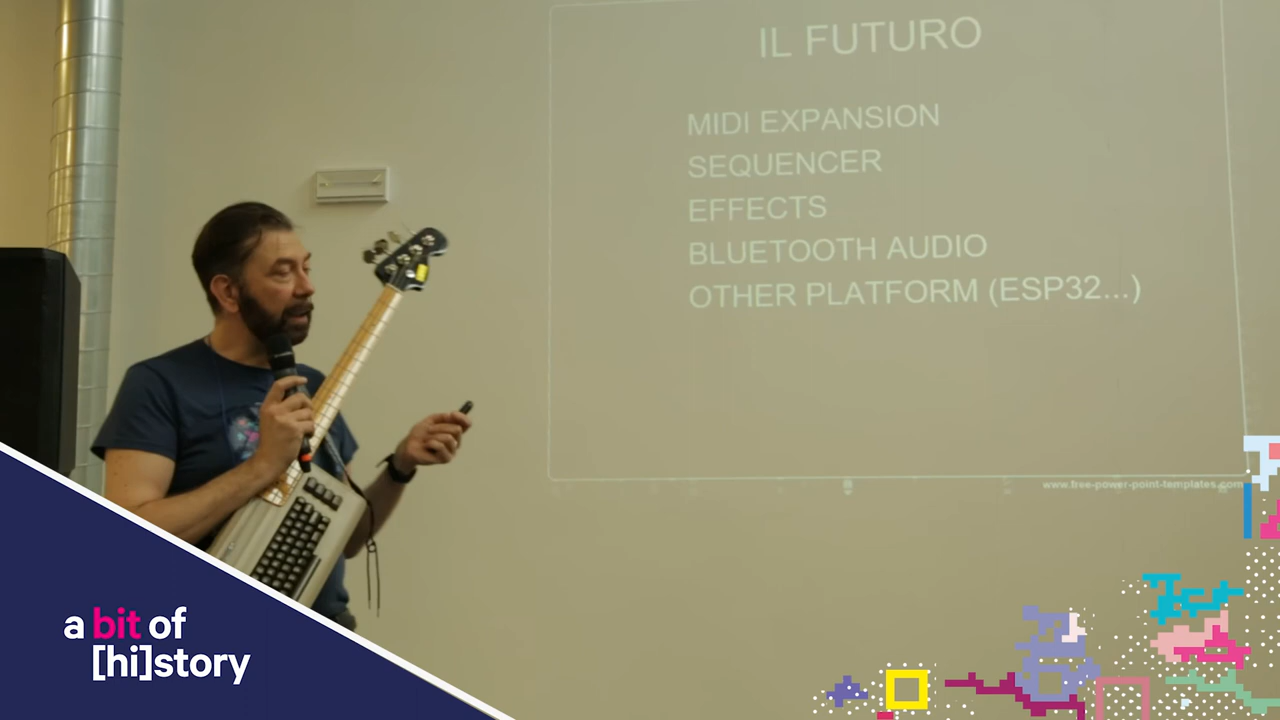 IL FUTURO
MIDI EXPANSION
SEQUENCER
EFFECTS
BLUETOOTH AUDIO
OTHER PLATFORM (ESP32...)
www.free-power-point-templates.com
a bit of
[hi]story